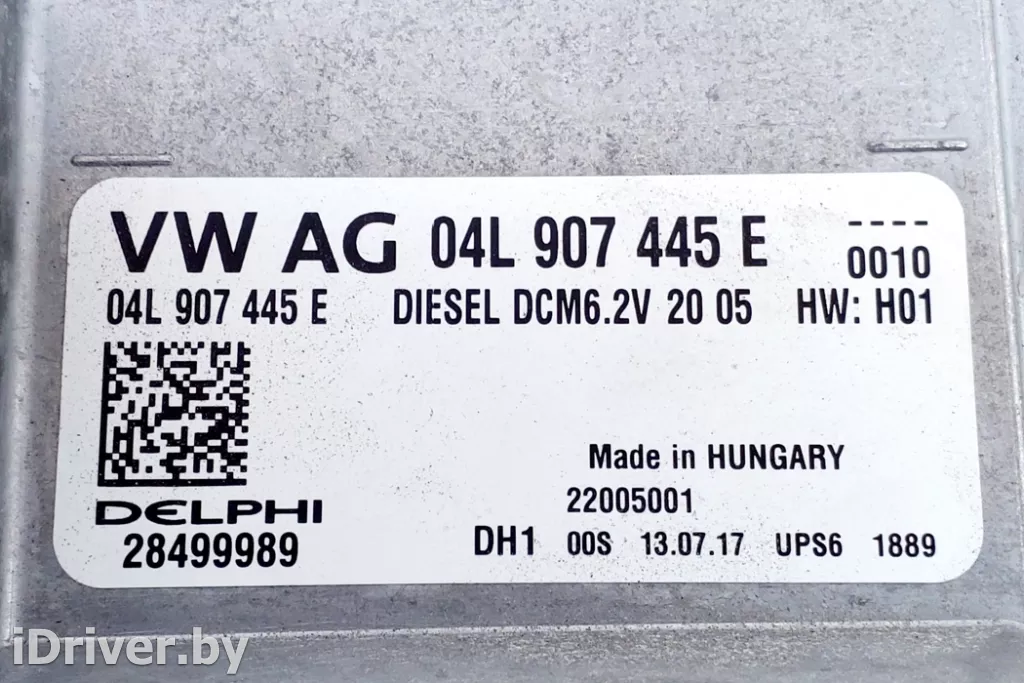 VW AG 04L 907 445 E ----
0010
04L 907 445 E DIESEL DCM6.2V 20 05 HW: H01
Made in HUNGARY
DELPHI 22005001
28499989 DH1 00S 13.07.17 UPS6 1889
iDriver.by